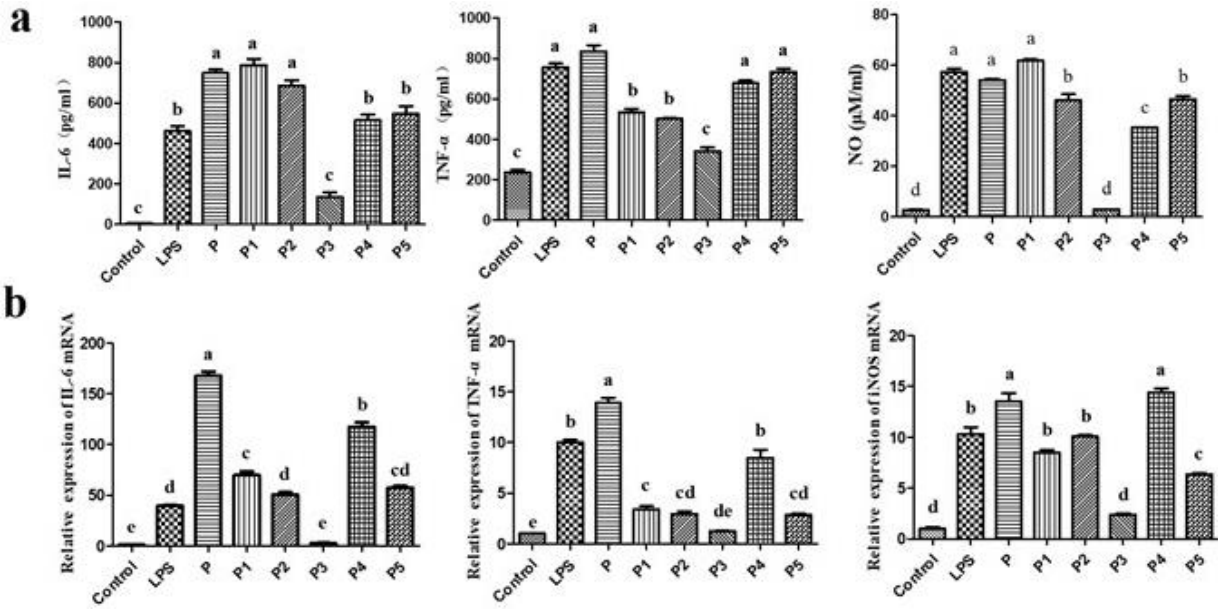 a
IL-6 (pg/ml)
1000
800
600
400
200
0
c
b
a
a
a
c
b
b
Control
LPS
P
P1
P2
P3
P4
P5
TNF-α (pg/ml)
1000
800
600
400
200
0
c
a
a
b
b
c
a
a
Control
LPS
P
P1
P2
P3
P4
P5
NO (μM/ml)
80
60
40
20
0
d
a
a
a
b
d
c
b
Control
LPS
P
P1
P2
P3
P4
P5
b
Relative expression of IL-6 mRNA
200
150
100
50
0
e
d
a
c
d
e
b
cd
Control
LPS
P
P1
P2
P3
P4
P5
Relative expression of TNF-α mRNA
20
15
10
5
0
e
b
a
c
cd
de
b
cd
Control
LPS
P
P1
P2
P3
P4
P5
Relative expression of iNOS mRNA
20
15
10
5
0
d
b
a
b
b
d
a
c
Control
LPS
P
P1
P2
P3
P4
P5